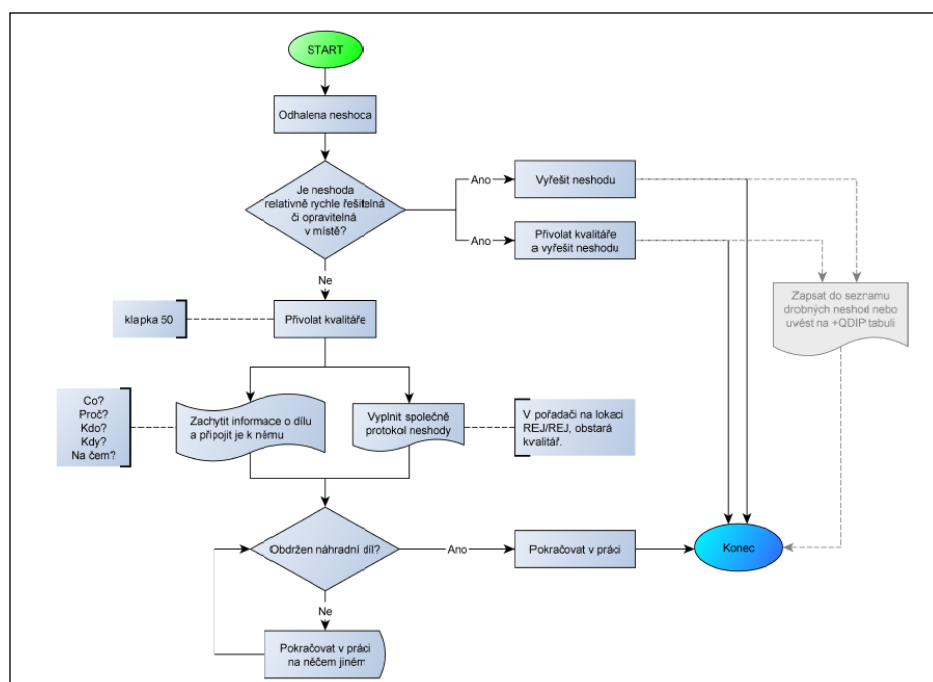 START
Odhalena neshoca
Je neshoda
relativně rychle řešitelná
či opravitelná
v místě?
Ano
Vyřešit neshodu
Ano
Přivolat kvalitáře
a vyřešit neshodu
Ne
Zapsat do seznamu
drobných neshod nebo
uvést na +QDIP tabuli
klapka 50
Přivolat kvalitáře
Co?
Proč?
Kdo?
Kdy?
Na čem?
Zachytit informace o dílu
a připojit je k němu
Vyplnit společně
protokol neshody
V pořadači na lokaci
REJ/REJ, obstará
kvalitář.
Obdržen náhradní díl?
Ano
Pokračovat v práci
Konec
Ne
Pokračovat v práci
na něčem jiném